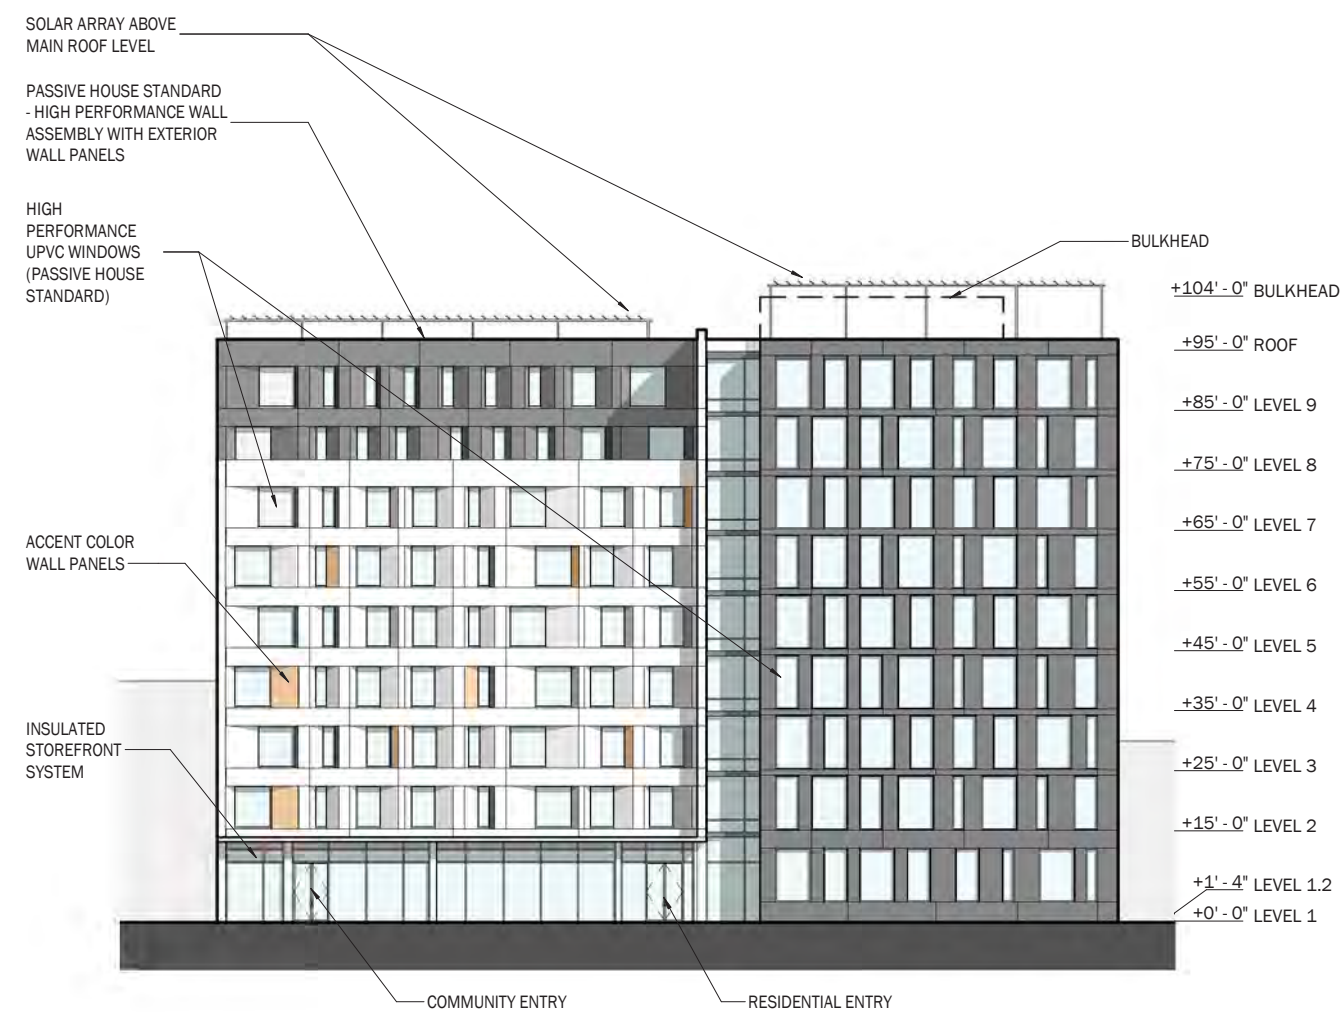 SOLAR ARRAY ABOVE
MAIN ROOF LEVEL
PASSIVE HOUSE STANDARD
- HIGH PERFORMANCE WALL
ASSEMBLY WITH EXTERIOR
WALL PANELS
HIGH
PERFORMANCE
UPVC WINDOWS
(PASSIVE HOUSE
STANDARD)
ACCENT COLOR
WALL PANELS
INSULATED
STOREFRONT
SYSTEM
COMMUNITY ENTRY
RESIDENTIAL ENTRY
BULKHEAD
+104' - 0" BULKHEAD
+95' - 0" ROOF
+85' - 0" LEVEL 9
+75' - 0" LEVEL 8
+65' - 0" LEVEL 7
+55' - 0" LEVEL 6
+45' - 0" LEVEL 5
+35' - 0" LEVEL 4
+25' - 0" LEVEL 3
+15' - 0" LEVEL 2
+1' - 4" LEVEL 1.2
+0' - 0" LEVEL 1